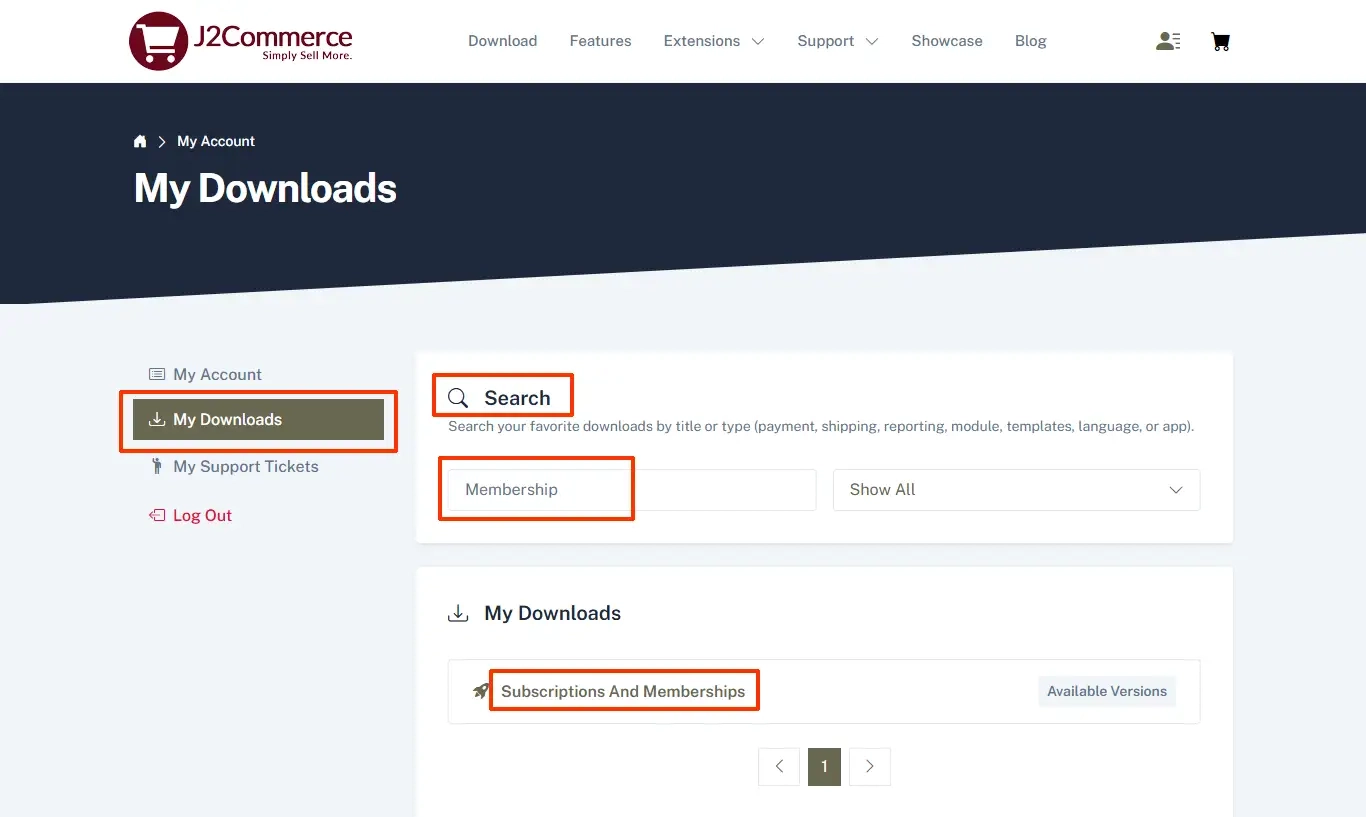 J2Commerce
Simply Sell More.
Download Features Extensions Support Showcase Blog
My Account
My Downloads
My Account
My Downloads
My Support Tickets
Log Out
Search
Search your favorite downloads by title or type (payment, shipping, reporting, module, templates, language, or app).
Membership
Show All
My Downloads
Subscriptions And Memberships
Available Versions
1